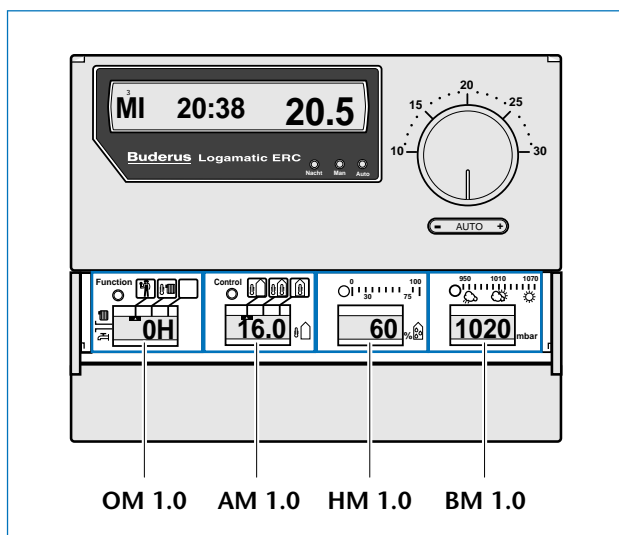 3
MI 20:38 20.5
Buderus Logamatic ERC
Nacht Man Auto
10 15 20 25 30
- AUTO +
Function
0H
Control
16.0
0 100
30 75
60 %
950 1010 1070
1020 mbar
OM 1.0 AM 1.0 HM 1.0 BM 1.0